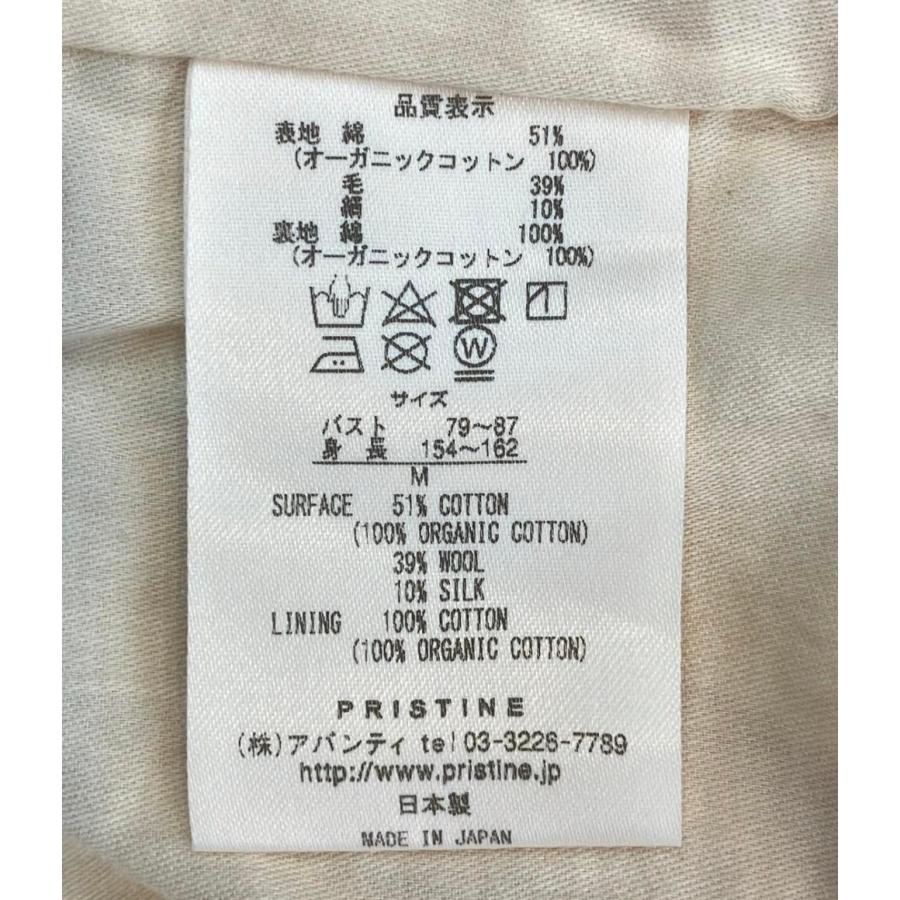 品質表示
表地 綿 51%
(オーガニックコットン 100%)
毛 39%
絹 10%
裏地 綿 100%
(オーガニックコットン 100%)
W
サイズ
バスト 79～87
身長 154～162
M
SURFACE 51% COTTON
(100% ORGANIC COTTON)
39% WOOL
10% SILK
LINING 100% COTTON
(100% ORGANIC COTTON)
PRISTINE
(株)アバンティ tel 03-3226-7789
http://www.pristine.jp
日本製
MADE IN JAPAN